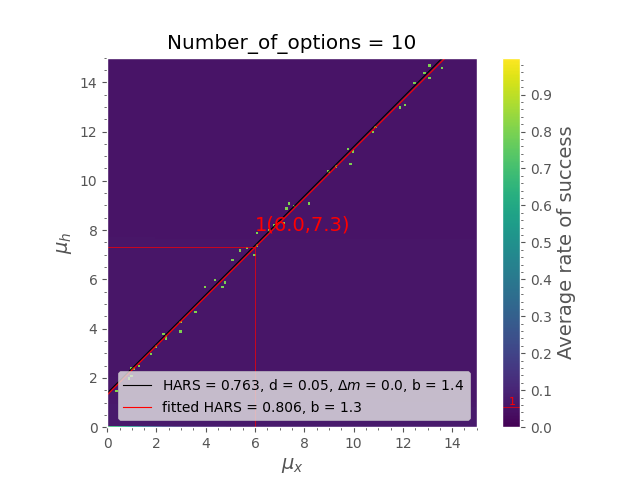 Number_of_options = 10
14
12
10
8
6
4
2
0
μh
1(6.0,7.3)
HARS = 0.763, d = 0.05, Δm = 0.0, b = 1.4
fitted HARS = 0.806, b = 1.3
0 2 4 6 8 10 12 14
μx
0.9
0.8
0.7
0.6
0.5
0.4
0.3
0.2
0.1
0.0
1
Average rate of success